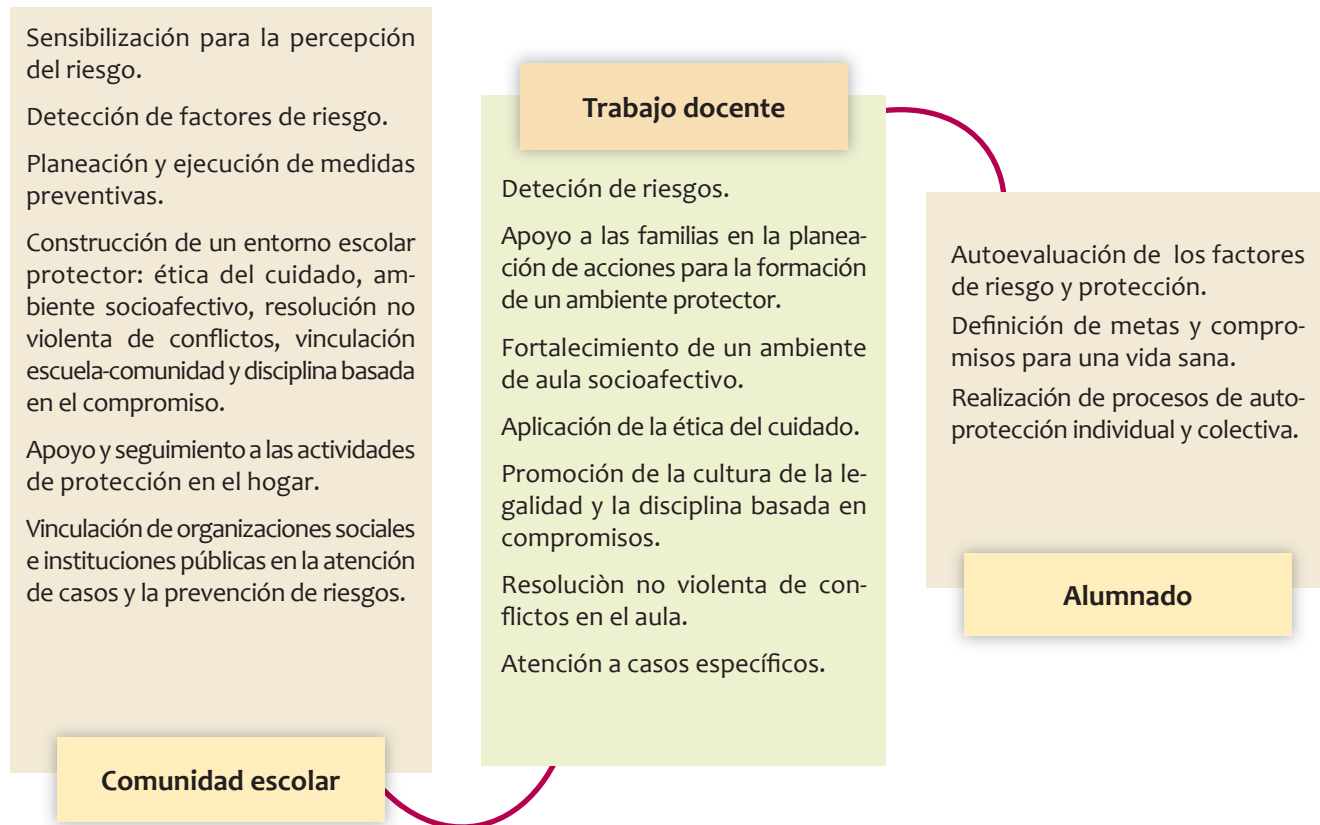 Sensibilización para la percepción
del riesgo.
Detección de factores de riesgo.
Planeación y ejecución de medidas
preventivas.
Construcción de un entorno escolar
protector: ética del cuidado, am-
biente socioafectivo, resolución no
violenta de conflictos, vinculación
escuela-comunidad y disciplina basada
en el compromiso.
Apoyo y seguimiento a las actividades
de protección en el hogar.
Vinculación de organizaciones sociales
e instituciones públicas en la atención
de casos y la prevención de riesgos.
Comunidad escolar
Trabajo docente
Deteción de riesgos.
Apoyo a las familias en la planea-
ción de acciones para la formación
de un ambiente protector.
Fortalecimiento de un ambiente
de aula socioafectivo.
Aplicación de la ética del cuidado.
Promoción de la cultura de la le-
galidad y la disciplina basada en
compromisos.
Resoluciòn no violenta de con-
flictos en el aula.
Atención a casos específicos.
Autoevaluación de los factores
de riesgo y protección.
Definición de metas y compro-
misos para una vida sana.
Realización de procesos de auto-
protección individual y colectiva.
Alumnado